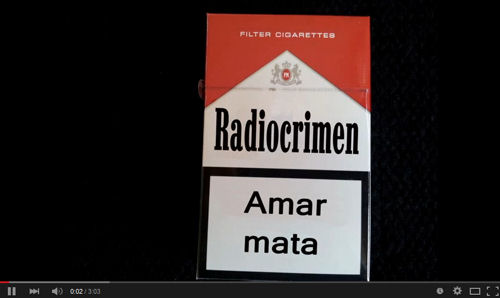 FILTER CIGARETTES
Radiocrimen
Amar
mata
0:02 / 3:03